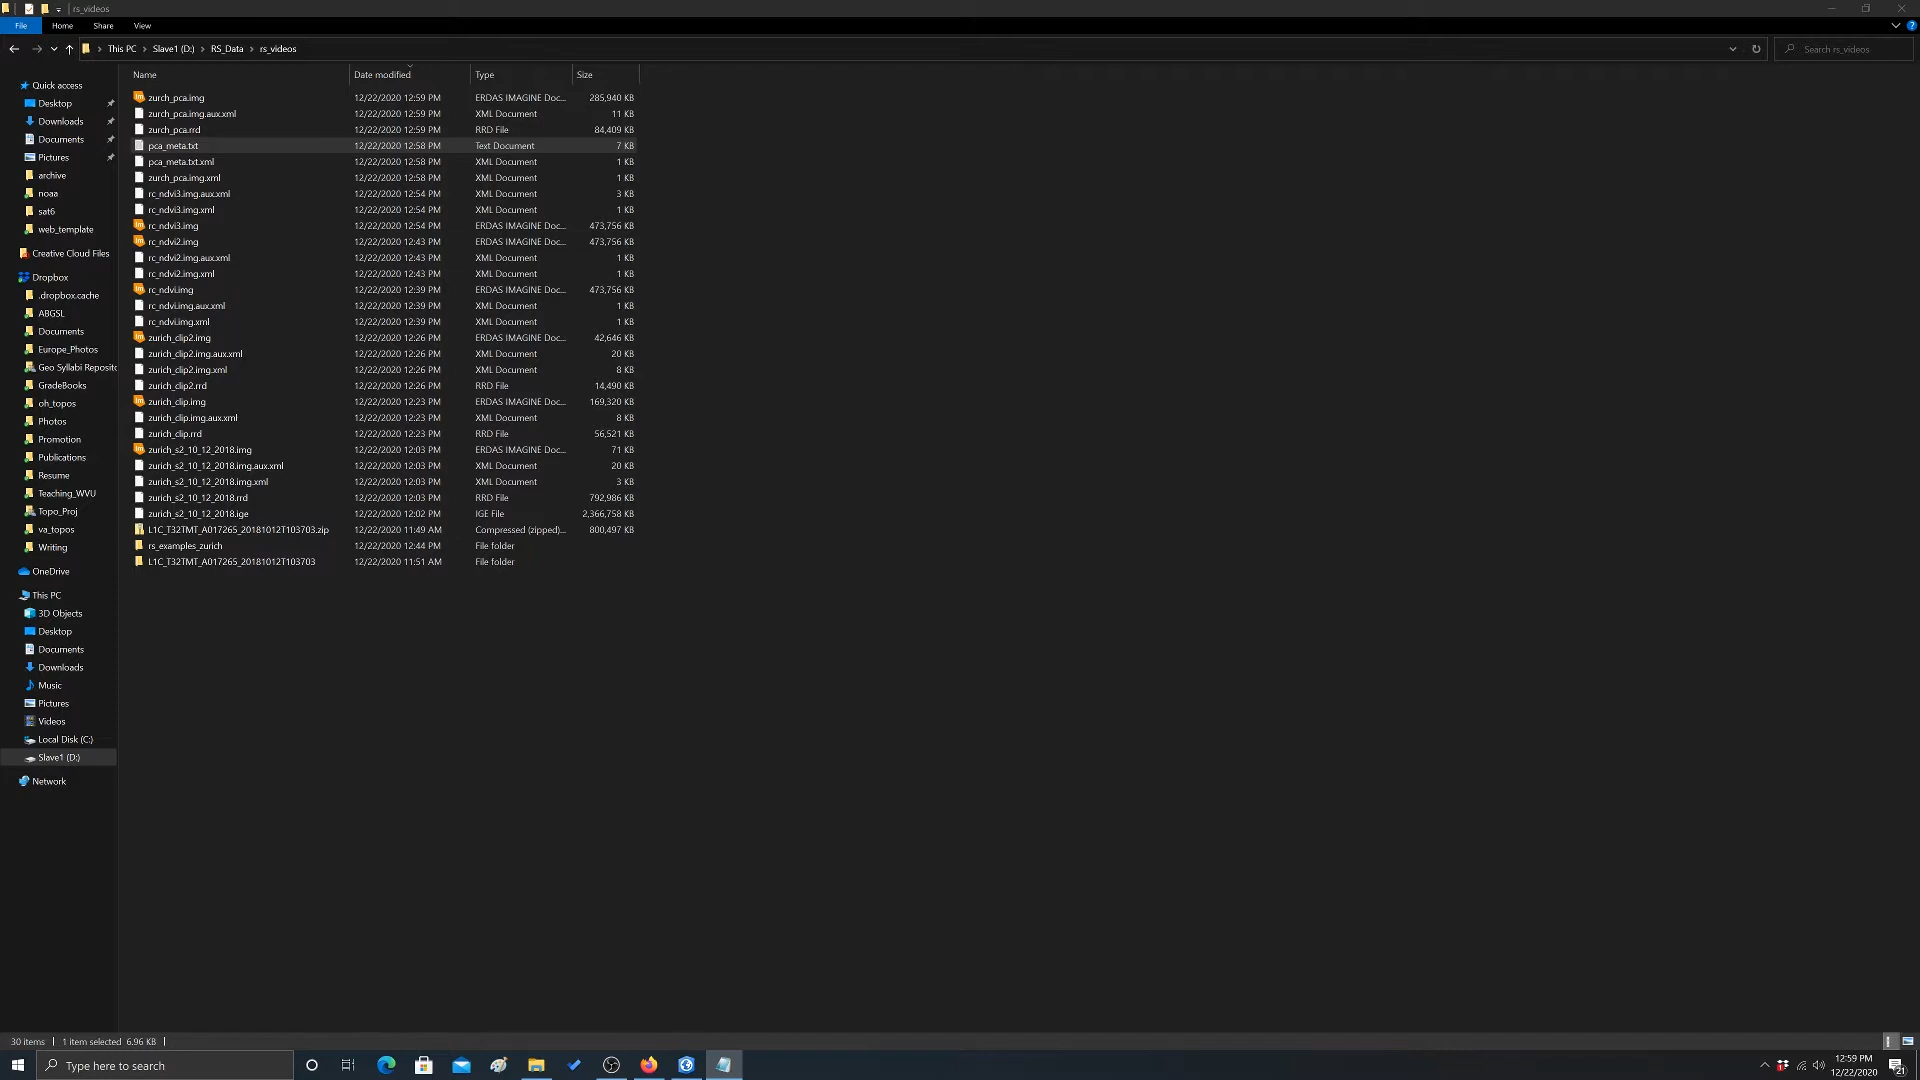 rs_videos
File Home Share View
This PC Slave1 (D:) RS_Data rs_videos
Search rs_videos
Name Date modified Type Size
zurch_pca.img 12/22/2020 12:59 PM ERDAS IMAGINE Doc... 285,940 KB
zurch_pca.img.aux.xml 12/22/2020 12:59 PM XML Document 11 KB
zurch_pca.rrd 12/22/2020 12:59 PM RRD File 84,409 KB
pca_meta.txt 12/22/2020 12:58 PM Text Document 7 KB
pca_meta.txt.xml 12/22/2020 12:58 PM XML Document 1 KB
zurch_pca.img.xml 12/22/2020 12:58 PM XML Document 1 KB
rc_ndvi3.img.aux.xml 12/22/2020 12:54 PM XML Document 3 KB
rc_ndvi3.img.xml 12/22/2020 12:54 PM XML Document 1 KB
rc_ndvi3.img 12/22/2020 12:54 PM ERDAS IMAGINE Doc... 473,756 KB
rc_ndvi2.img 12/22/2020 12:43 PM ERDAS IMAGINE Doc... 473,756 KB
rc_ndvi2.img.aux.xml 12/22/2020 12:43 PM XML Document 1 KB
rc_ndvi2.img.xml 12/22/2020 12:43 PM XML Document 1 KB
rc_ndvi.img 12/22/2020 12:39 PM ERDAS IMAGINE Doc... 473,756 KB
rc_ndvi.img.aux.xml 12/22/2020 12:39 PM XML Document 1 KB
rc_ndvi.img.xml 12/22/2020 12:39 PM XML Document 1 KB
zurich_clip2.img 12/22/2020 12:26 PM ERDAS IMAGINE Doc... 42,646 KB
zurich_clip2.img.aux.xml 12/22/2020 12:26 PM XML Document 20 KB
zurich_clip2.img.xml 12/22/2020 12:26 PM XML Document 8 KB
zurich_clip2.rrd 12/22/2020 12:26 PM RRD File 14,490 KB
zurich_clip.img 12/22/2020 12:23 PM ERDAS IMAGINE Doc... 169,320 KB
zurich_clip.img.aux.xml 12/22/2020 12:23 PM XML Document 8 KB
zurich_clip.rrd 12/22/2020 12:23 PM RRD File 56,521 KB
zurich_s2_10_12_2018.img 12/22/2020 12:03 PM ERDAS IMAGINE Doc... 71 KB
zurich_s2_10_12_2018.img.aux.xml 12/22/2020 12:03 PM XML Document 20 KB
zurich_s2_10_12_2018.img.xml 12/22/2020 12:03 PM XML Document 3 KB
zurich_s2_10_12_2018.rrd 12/22/2020 12:03 PM RRD File 792,986 KB
zurich_s2_10_12_2018.ige 12/22/2020 12:02 PM IGE File 2,366,758 KB
L1C_T32TMT_A017265_20181012T103703.zip 12/22/2020 11:49 AM Compressed (zipped)... 800,497 KB
rs_examples_zurich 12/22/2020 12:44 PM File folder
L1C_T32TMT_A017265_20181012T103703 12/22/2020 11:51 AM File folder
Quick access
Desktop
Downloads
Documents
Pictures
archive
noaa
sat6
web_template
Creative Cloud Files
Dropbox
.dropbox.cache
ABGSL
Documents
Europe_Photos
Geo Syllabi Reposito
GradeBooks
oh_topos
Photos
Promotion
Publications
Resume
Teaching_WVU
Topo_Proj
va_topos
Writing
OneDrive
This PC
3D Objects
Desktop
Documents
Downloads
Music
Pictures
Videos
Local Disk (C:)
Slave1 (D:)
Network
30 items 1 item selected 6.96 KB
Type here to search
12:59 PM
12/22/2020
21